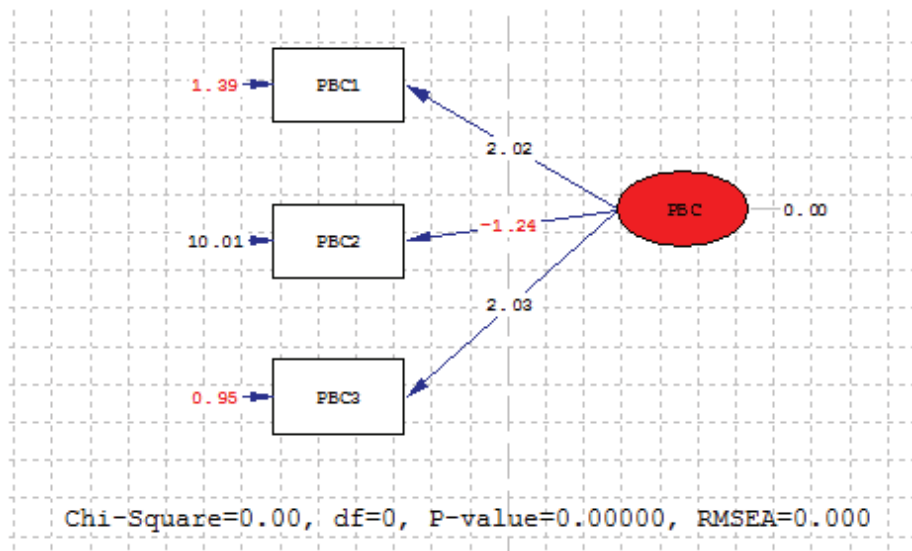 1.39
PBC1
2.02
PBC
0.00
10.01
PBC2
-1.24
2.03
0.95
PBC3
Chi-Square=0.00, df=0, P-value=0.00000, RMSEA=0.000